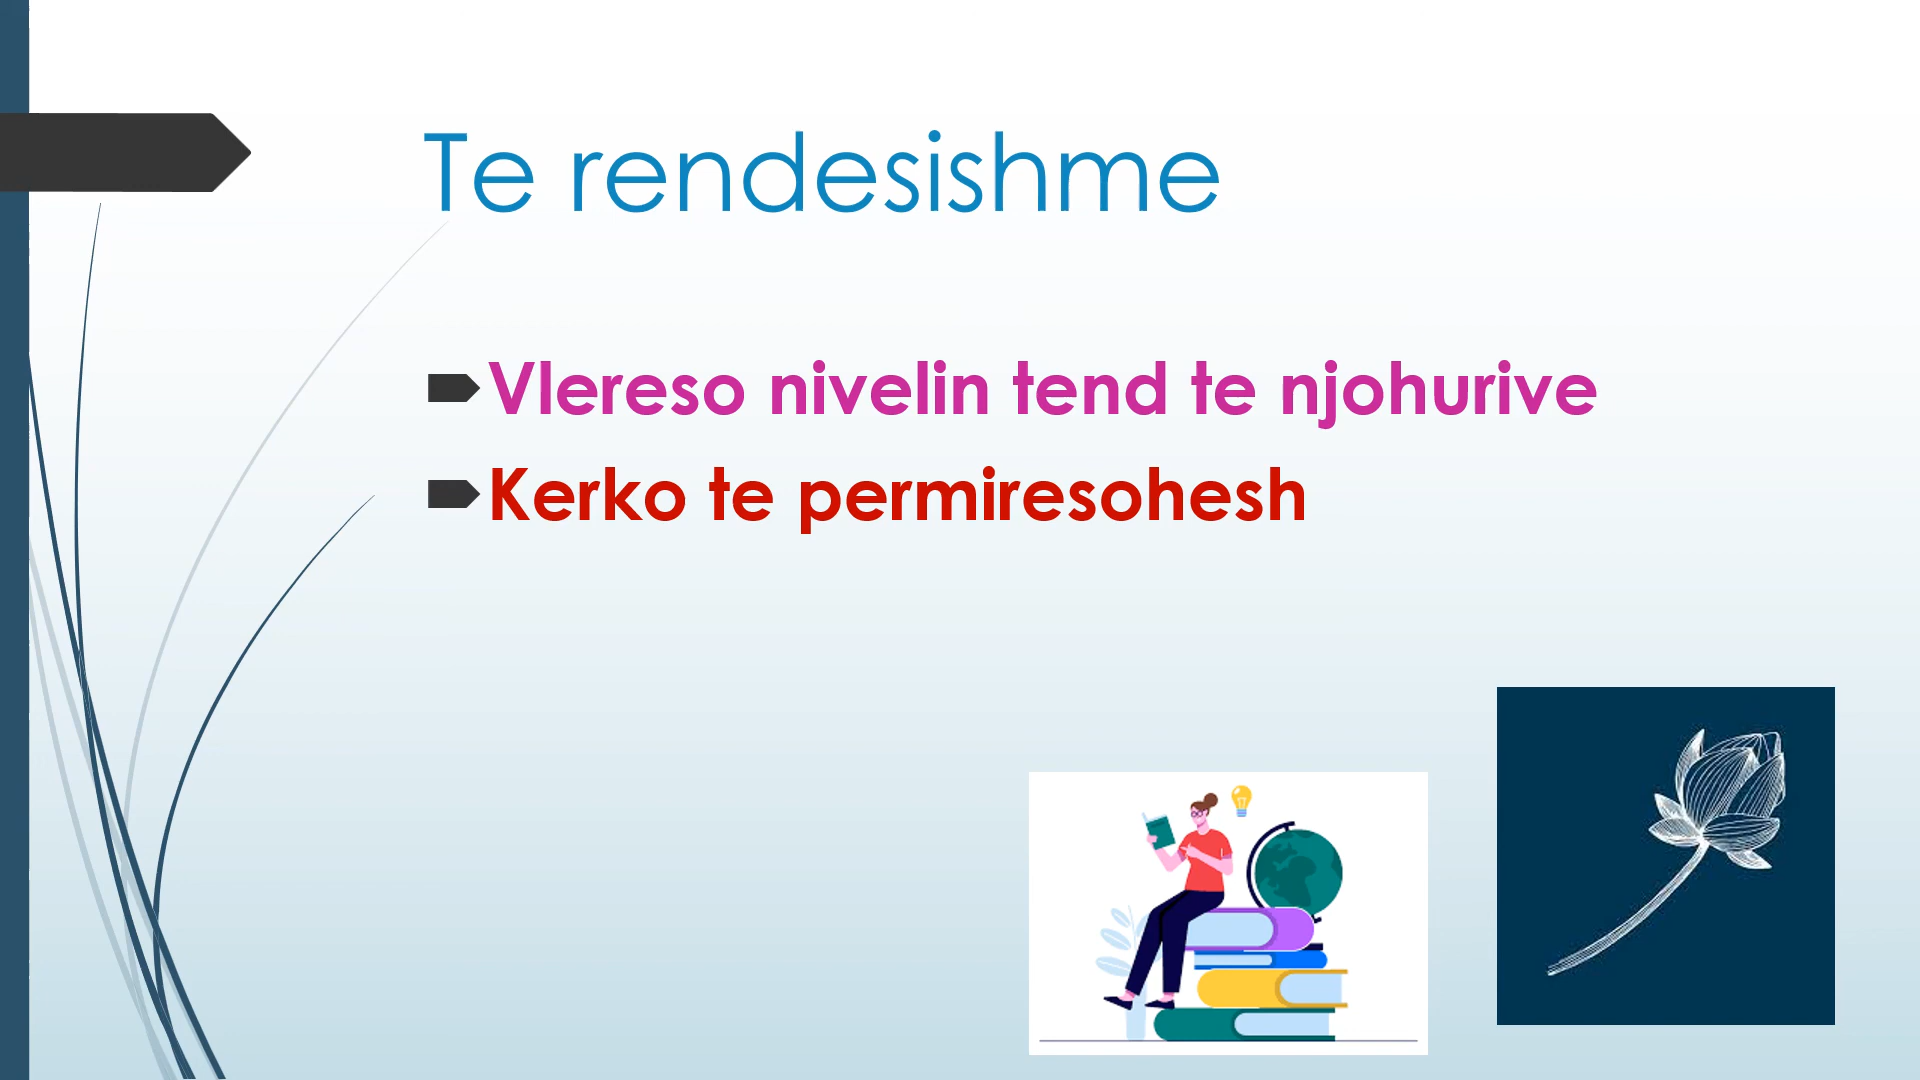 Te rendesishme
Vlereso nivelin tend te njohurive
Kerko te permiresohesh